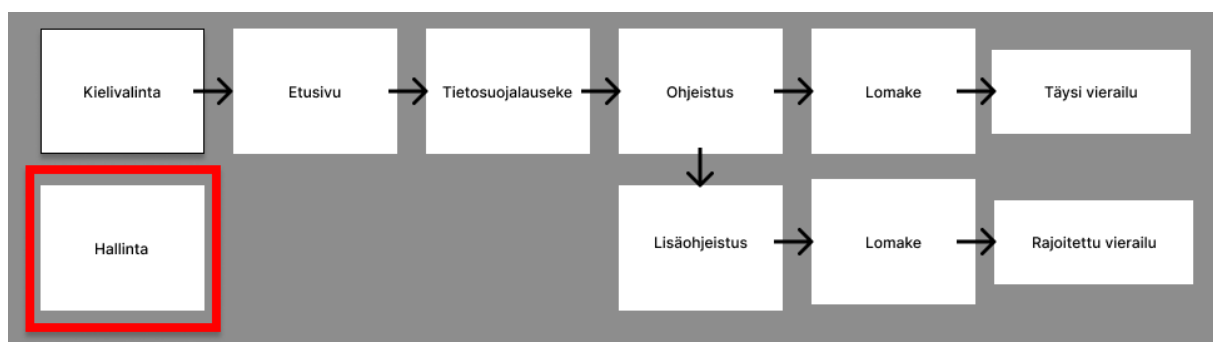 Kielivalinta
Etusivu
Tietosuojalauseke
Ohjeistus
Lomake
Täysi vierailu
Hallinta
Lisäohjeistus
Lomake
Rajoitettu vierailu